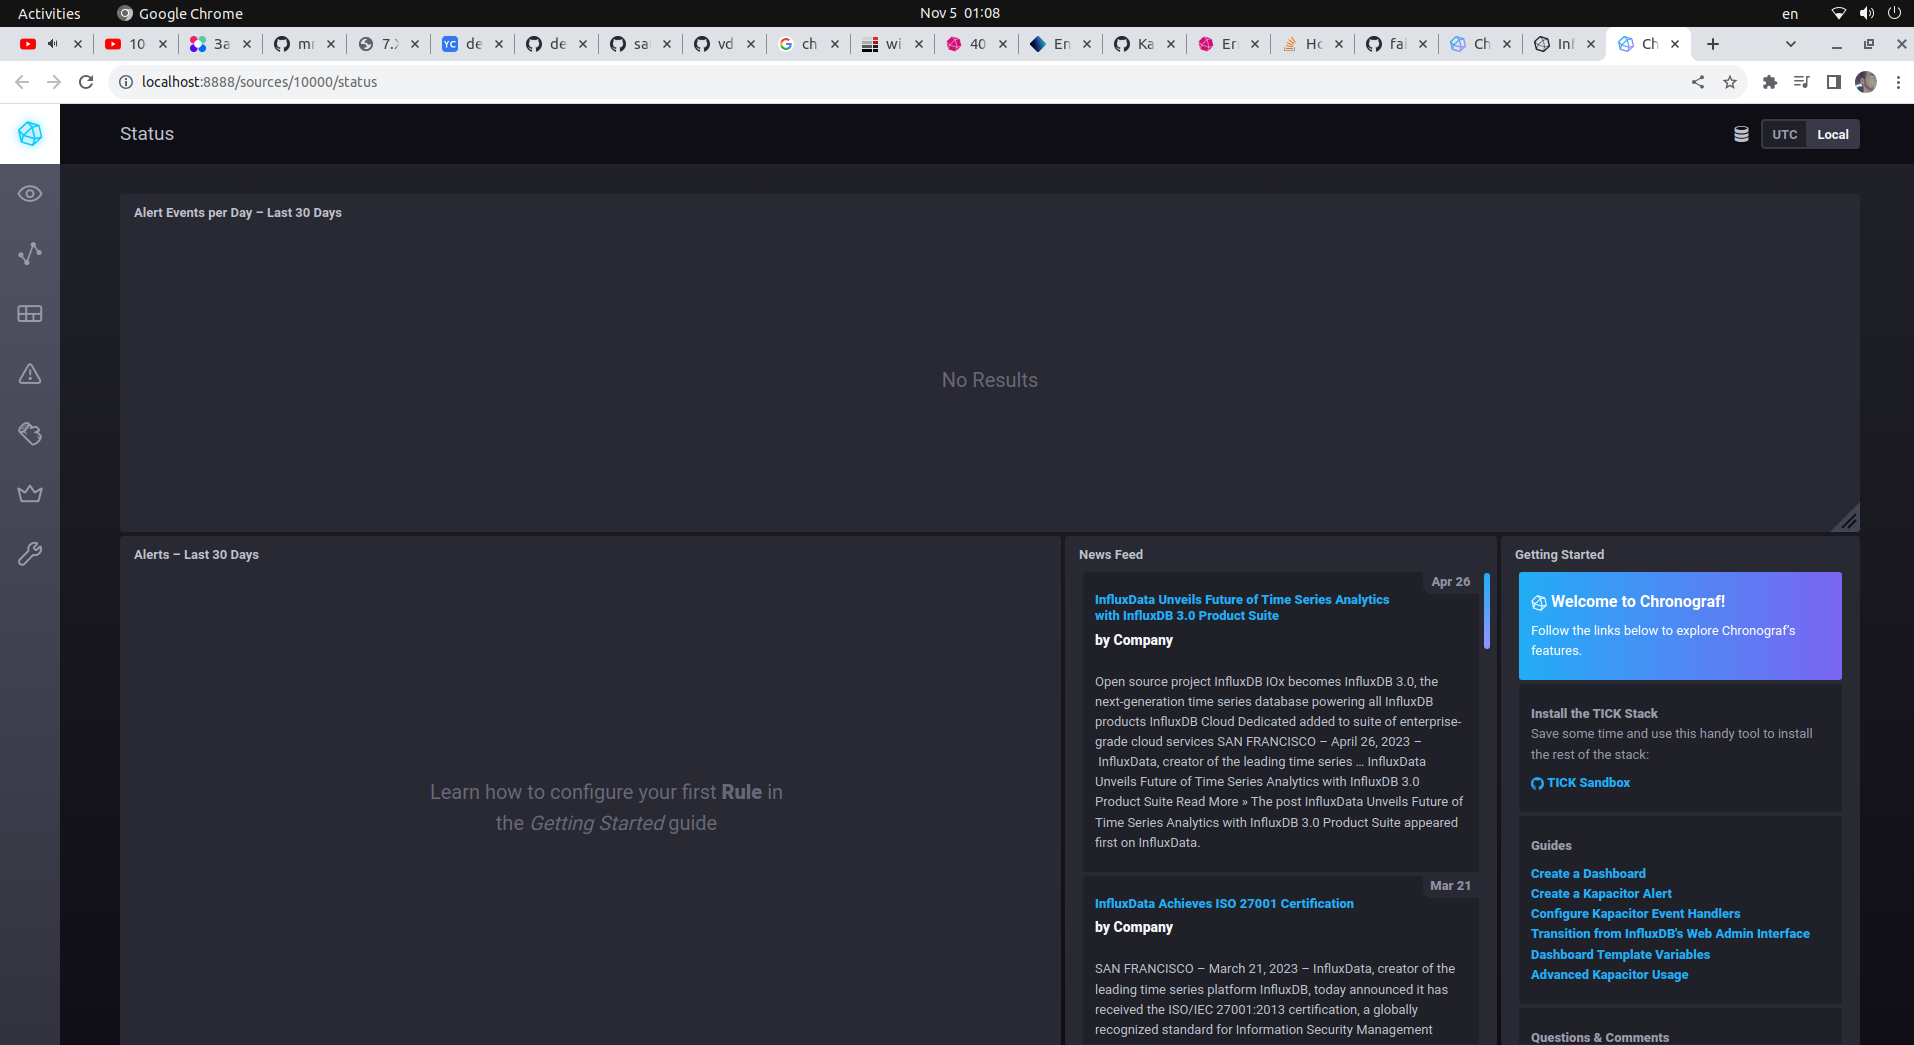 Activities Google Chrome Nov 5 01:08 en
10 За mr 7. YC de de sa vd ch wi 40 En Ka Er Ho fai Ch Inf Ch
localhost:8888/sources/10000/status
Status UTC Local
Alert Events per Day – Last 30 Days
No Results
Alerts – Last 30 Days
Learn how to configure your first Rule in
the Getting Started guide
News Feed
Apr 26
InfluxData Unveils Future of Time Series Analytics
with InfluxDB 3.0 Product Suite
by Company
Open source project InfluxDB IOx becomes InfluxDB 3.0, the
next-generation time series database powering all InfluxDB
products InfluxDB Cloud Dedicated added to suite of enterprise-
grade cloud services SAN FRANCISCO – April 26, 2023 –
InfluxData, creator of the leading time series … InfluxData
Unveils Future of Time Series Analytics with InfluxDB 3.0
Product Suite Read More » The post InfluxData Unveils Future of
Time Series Analytics with InfluxDB 3.0 Product Suite appeared
first on InfluxData.
Mar 21
InfluxData Achieves ISO 27001 Certification
by Company
SAN FRANCISCO – March 21, 2023 – InfluxData, creator of the
leading time series platform InfluxDB, today announced it has
received the ISO/IEC 27001:2013 certification, a globally
recognized standard for Information Security Management
Getting Started
Welcome to Chronograf!
Follow the links below to explore Chronograf's
features.
Install the TICK Stack
Save some time and use this handy tool to install
the rest of the stack:
TICK Sandbox
Guides
Create a Dashboard
Create a Kapacitor Alert
Configure Kapacitor Event Handlers
Transition from InfluxDB's Web Admin Interface
Dashboard Template Variables
Advanced Kapacitor Usage
Questions & Comments